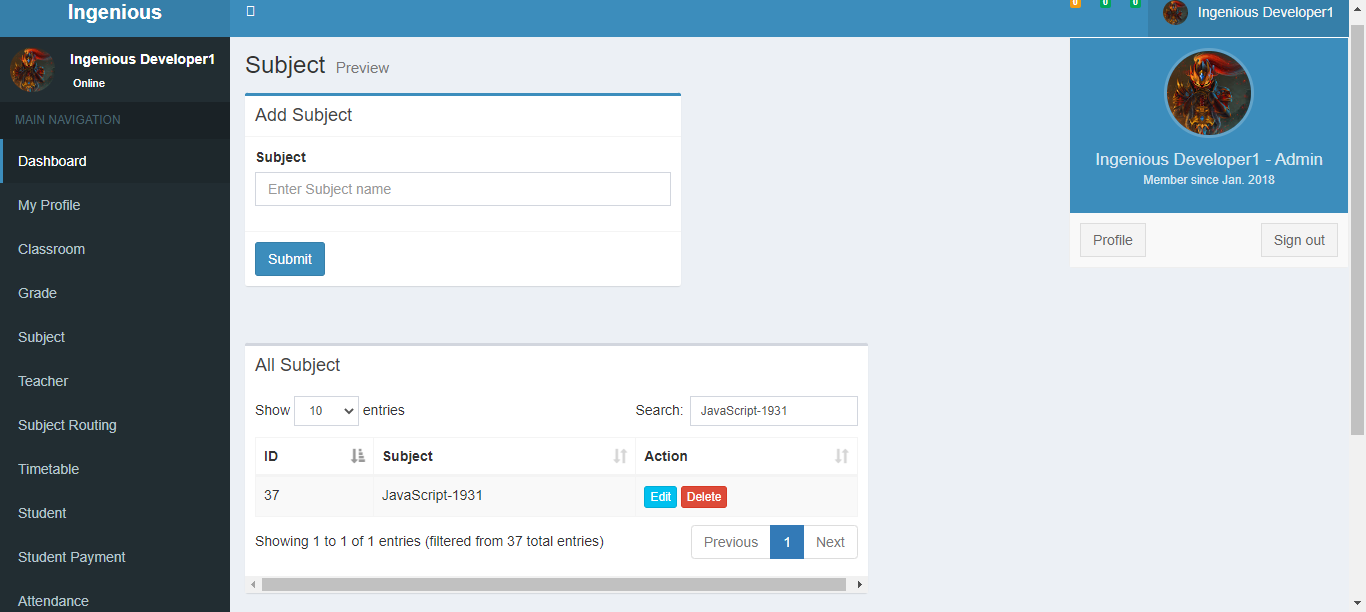 Ingenious
0 0 0
Ingenious Developer1
Ingenious Developer1
Online
MAIN NAVIGATION
Dashboard
My Profile
Classroom
Grade
Subject
Teacher
Subject Routing
Timetable
Student
Student Payment
Attendance
Subject Preview
Add Subject
Subject
Enter Subject name
Submit
All Subject
Show 10 entries Search: JavaScript-1931
ID Subject Action
37 JavaScript-1931 Edit Delete
Showing 1 to 1 of 1 entries (filtered from 37 total entries) Previous 1 Next
Ingenious Developer1 - Admin
Member since Jan. 2018
Profile Sign out